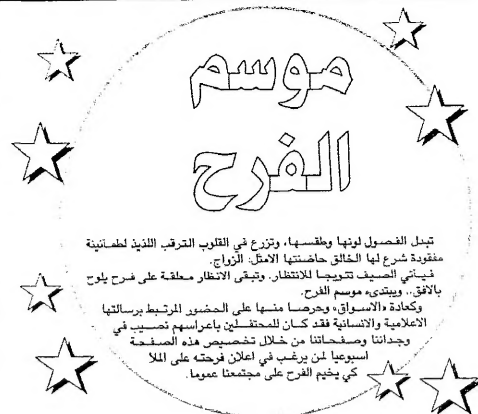 موسم
الفرح
تبدل الفصول لونها وطقسها، وتزرع في القلوب الترقب اللذيذ لطمانينة
مفقودة شرع لها الخالق حاضنتها الامثل: الزواج.
فيأتي الصيف تتويجا للانتظار. وتبقى الانظار معلقة على فرح يلوح
بالافق.. ويبتدىء موسم الفرح.
وكعادة «الاسواق» وحرصا منها على الحضور المرتبط برسالتها
الاعلامية والانسانية فقد كان للمحتفلين باعراسهم نصيب في
وجداننا وصفحاتنا من خلال تخصيص هذه الصفحة
اسبوعيا لمن يرغب في اعلان فرحته على الملأ
كي يخيم الفرح على مجتمعنا عموما.